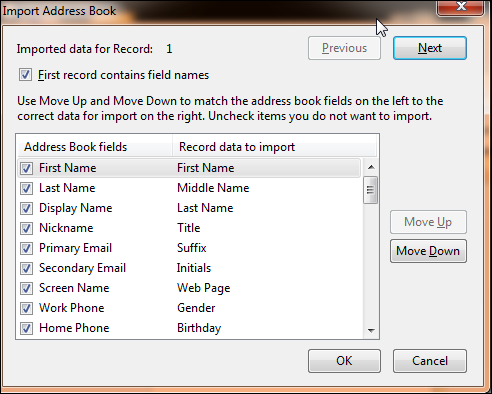 Import Address Book
Imported data for Record: 1
Previous
Next
First record contains field names
Use Move Up and Move Down to match the address book fields on the left to the
correct data for import on the right. Uncheck items you do not want to import.
Address Book fields Record data to import
First Name First Name
Last Name Middle Name
Display Name Last Name
Nickname Title
Primary Email Suffix
Secondary Email Initials
Screen Name Web Page
Work Phone Gender
Home Phone Birthday
Move Up
Move Down
OK
Cancel